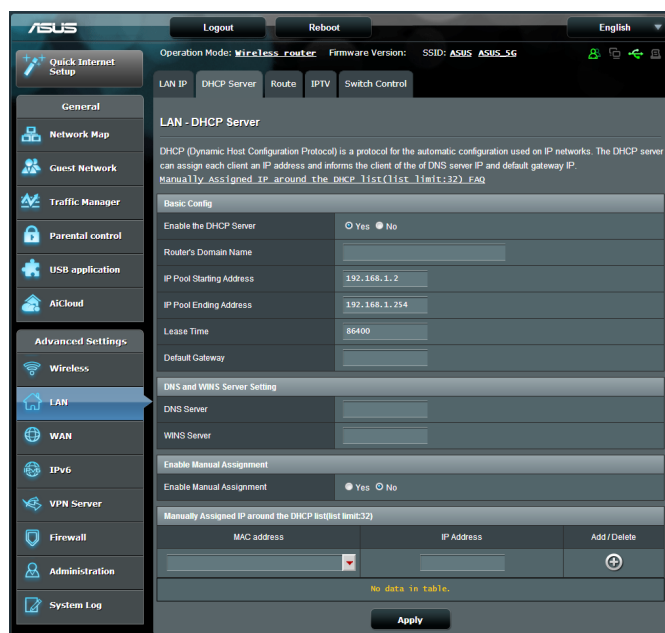 ASUS
Logout
Reboot
English
Operation Mode: Wireless router Firmware Version: SSID: ASUS ASUS_5G
Quick Internet
Setup
General
Network Map
Guest Network
Traffic Manager
Parental control
USB application
AiCloud
Advanced Settings
Wireless
LAN
WAN
IPv6
VPN Server
Firewall
Administration
System Log
LAN IP
DHCP Server
Route
IPTV
Switch Control
LAN - DHCP Server
DHCP (Dynamic Host Configuration Protocol) is a protocol for the automatic configuration used on IP networks. The DHCP server
can assign each client an IP address and informs the client of the of DNS server IP and default gateway IP.
Manually Assigned IP around the DHCP list(list limit:32) FAQ
Basic Config
Enable the DHCP Server Yes No
Router's Domain Name
IP Pool Starting Address 192.168.1.2
IP Pool Ending Address 192.168.1.254
Lease Time 86400
Default Gateway
DNS and WINS Server Setting
DNS Server
WINS Server
Enable Manual Assignment
Enable Manual Assignment Yes No
Manually Assigned IP around the DHCP list(list limit:32)
MAC address IP Address Add / Delete
No data in table.
Apply